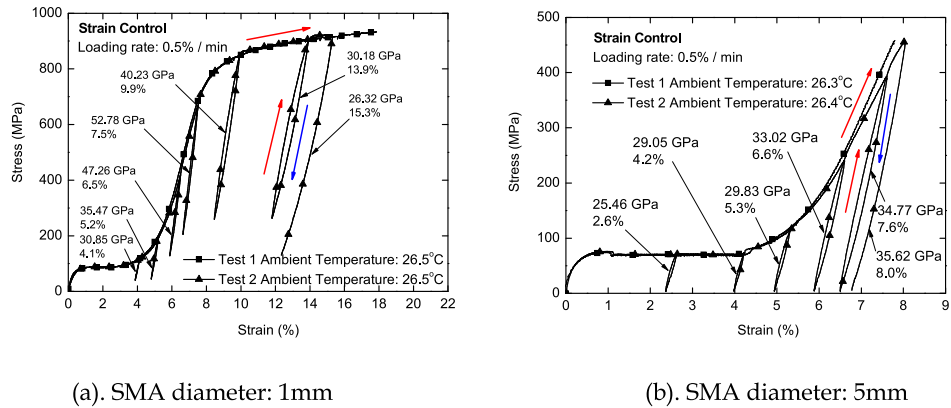 (a)
Strain Control
Loading rate: 0.5% / min
40.23 GPa
9.9%
30.18 GPa
13.9%
26.32 GPa
15.3%
52.78 GPa
7.5%
47.26 GPa
6.5%
35.47 GPa
5.2%
30.85 GPa
4.1%
Test 1 Ambient Temperature: 26.5°C
Test 2 Ambient Temperature: 26.5°C
Stress (MPa)
1000
800
600
400
200
0
0 2 4 6 8 10 12 14 16 18 20 22
Strain (%)
(a). SMA diameter: 1mm
(b)
Strain Control
Loading rate: 0.5% / min
Test 1 Ambient Temperature: 26.3°C
Test 2 Ambient Temperature: 26.4°C
25.46 GPa
2.6%
29.05 GPa
4.2%
29.83 GPa
5.3%
33.02 GPa
6.6%
34.77 GPa
7.6%
35.62 GPa
8.0%
Stress (MPa)
500
400
300
200
100
0
0 1 2 3 4 5 6 7 8 9
Strain (%)
(b). SMA diameter: 5mm